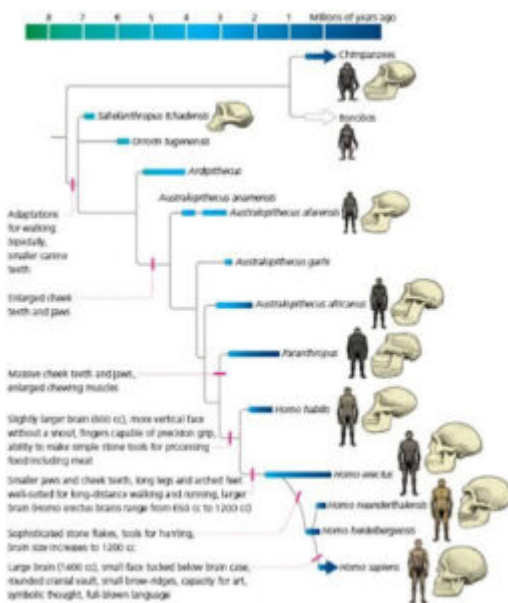 8 7 6 5 4 3 2 1 Millions of years ago
Chimpanzees
Bonobos
Sahelanthropus tchadensis
Orrorin tugenensis
Ardipithecus
Australopithecus anamensis
Australopithecus afarensis
Adaptations
for walking
bipedally,
smaller canine
teeth
Australopithecus garhi
Enlarged cheek
teeth and jaws
Australopithecus africanus
Paranthropus
Massive cheek teeth and jaws,
enlarged chewing muscles
Homo habilis
Slightly larger brain (600 cc), more vertical face
without a snout, fingers capable of precision grip,
ability to make simple stone tools for processing
food including meat
Homo erectus
Smaller jaws and cheek teeth, long legs and arched feet
well-suited for long-distance walking and running, larger
brain (Homo erectus brains range from 650 cc to 1200 cc)
Homo neanderthalensis
Homo heidelbergensis
Sophisticated stone flakes, tools for hunting,
brain size increases to 1200 cc
Homo sapiens
Large brain (1400 cc), small face tucked below brain case,
rounded cranial vault, small brow-ridges, capacity for art,
symbolic thought, full-blown language